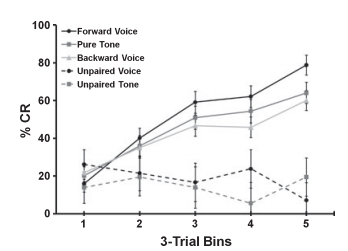 100
80
60
40
20
0
% CR
Forward Voice
Pure Tone
Backward Voice
Unpaired Voice
Unpaired Tone
1 2 3 4 5
3-Trial Bins